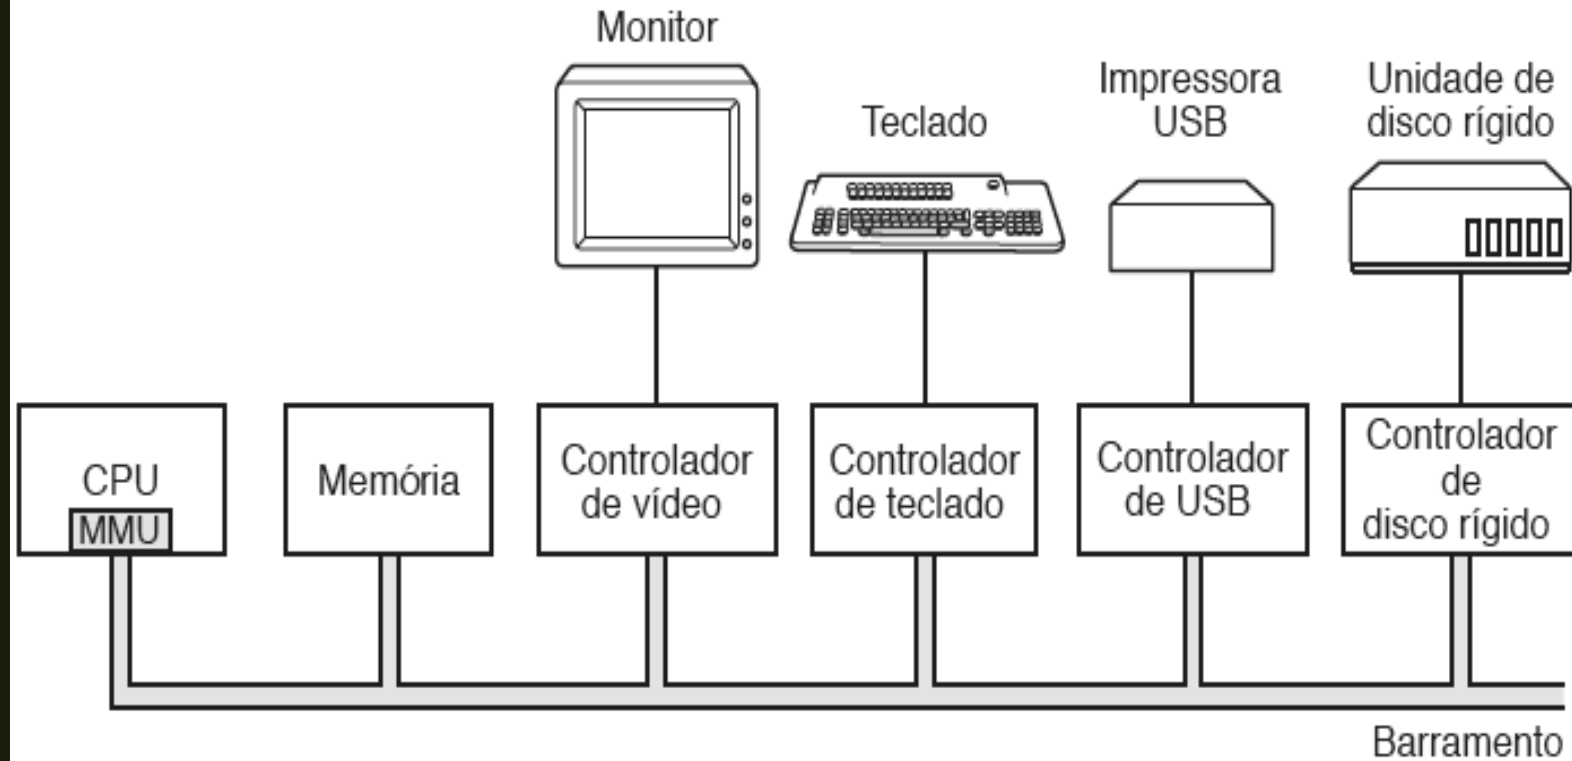 Monitor
Teclado
Impressora
USB
Unidade de
disco rígido
CPU
MMU
Memória
Controlador
de vídeo
Controlador
de teclado
Controlador
de USB
Controlador
de
disco rígido
Barramento